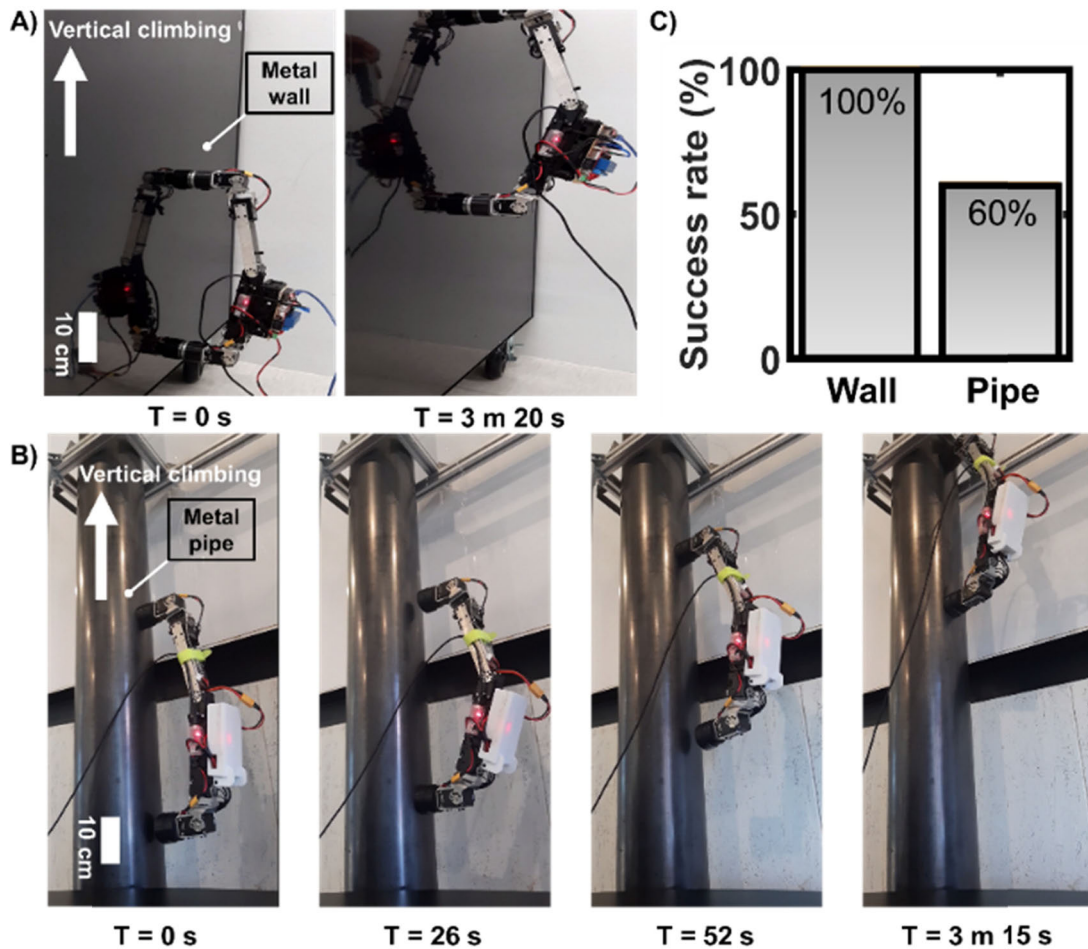 A)
Vertical climbing
Metal
wall
10 cm
T = 0 s
T = 3 m 20 s
C)
Success rate (%)
100
50
0
100%
60%
Wall
Pipe
B)
Vertical climbing
Metal
pipe
10 cm
T = 0 s
T = 26 s
T = 52 s
T = 3 m 15 s